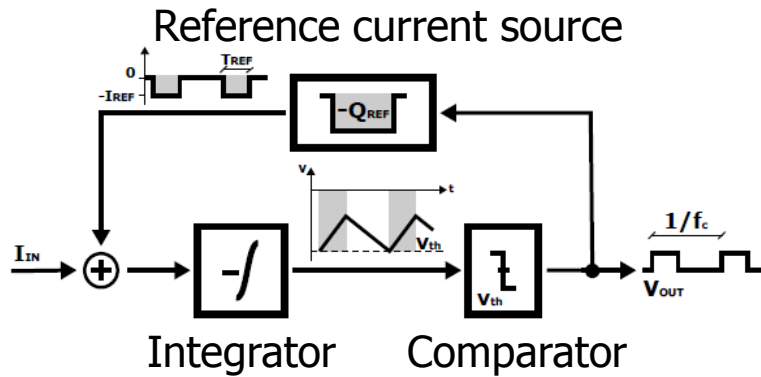 Reference current source
TREF
0
-IREF
-QREF
V
t
Vth
1/fc
IIN
Vth
VOUT
Integrator
Comparator